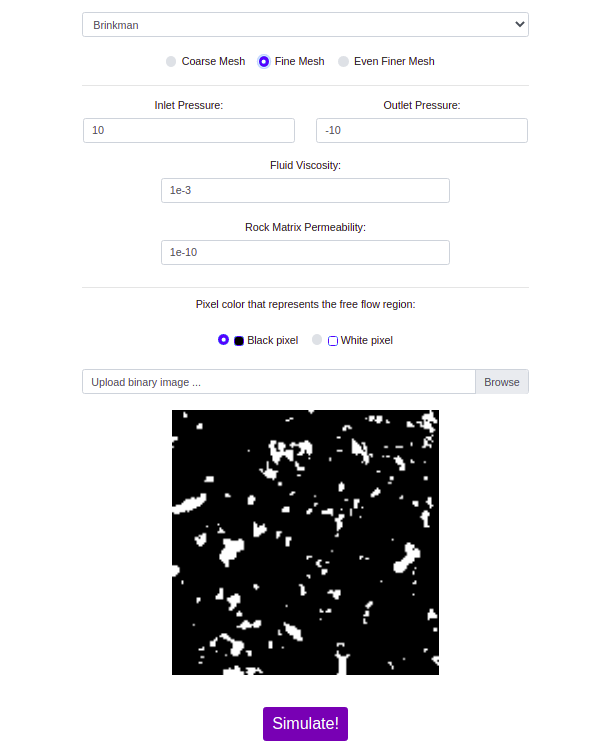 Brinkman
Coarse Mesh Fine Mesh Even Finer Mesh
Inlet Pressure: Outlet Pressure:
10 -10
Fluid Viscosity:
1e-3
Rock Matrix Permeability:
1e-10
Pixel color that represents the free flow region:
Black pixel White pixel
Upload binary image ... Browse
Simulate!